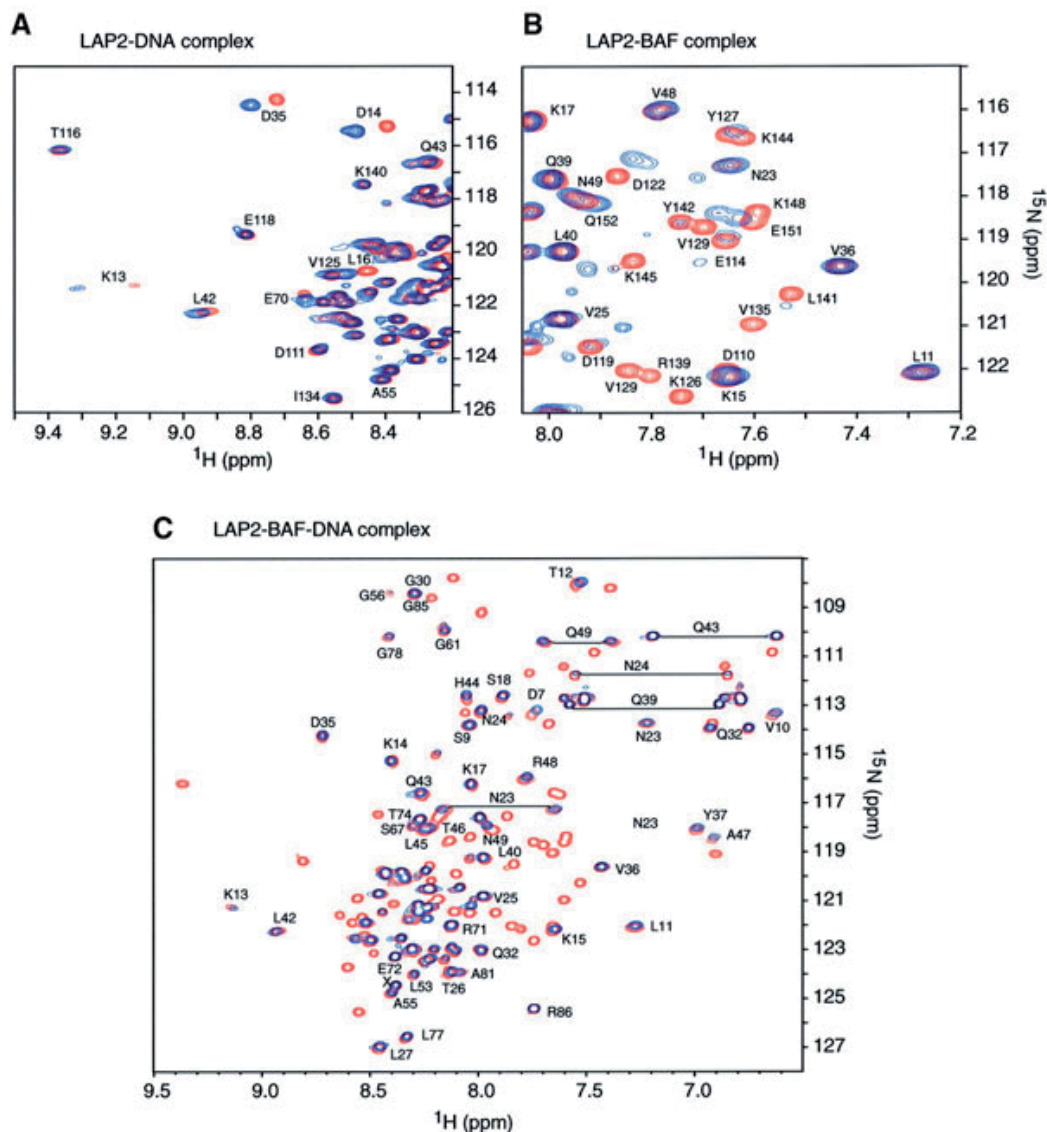 A
LAP2-DNA complex
114
116
118
120
122
124
126
9.4
9.2
9.0
8.8
8.6
8.4
1H (ppm)
T116
D35
D14
Q43
K140
E118
V125
L16
K13
L42
E70
D111
I134
A55
B
LAP2-BAF complex
116
117
118
119
120
121
122
15N (ppm)
8.0
7.8
7.6
7.4
7.2
1H (ppm)
K17
V48
Y127
K144
Q39
N49
D122
N23
Q152
Y142
K148
E151
L40
V129
E114
V36
K145
L141
V25
V135
D119
R139
D110
L11
V129
K126
K15
C
LAP2-BAF-DNA complex
109
111
113
115
117
119
121
123
125
127
15N (ppm)
9.5
9.0
8.5
8.0
7.5
7.0
1H (ppm)
G30
T12
G56
G85
Q49
Q43
G78
G61
N24
H44
S18
D7
Q39
D35
N24
S9
N23
Q32
V10
K14
Q43
K17
R48
N23
T74
S67
T46
N49
N23
Y37
L45
L40
A47
V36
K13
V25
L42
R71
K15
L11
E72
Q32
X
L53
T26
A81
A55
R86
L77
L27